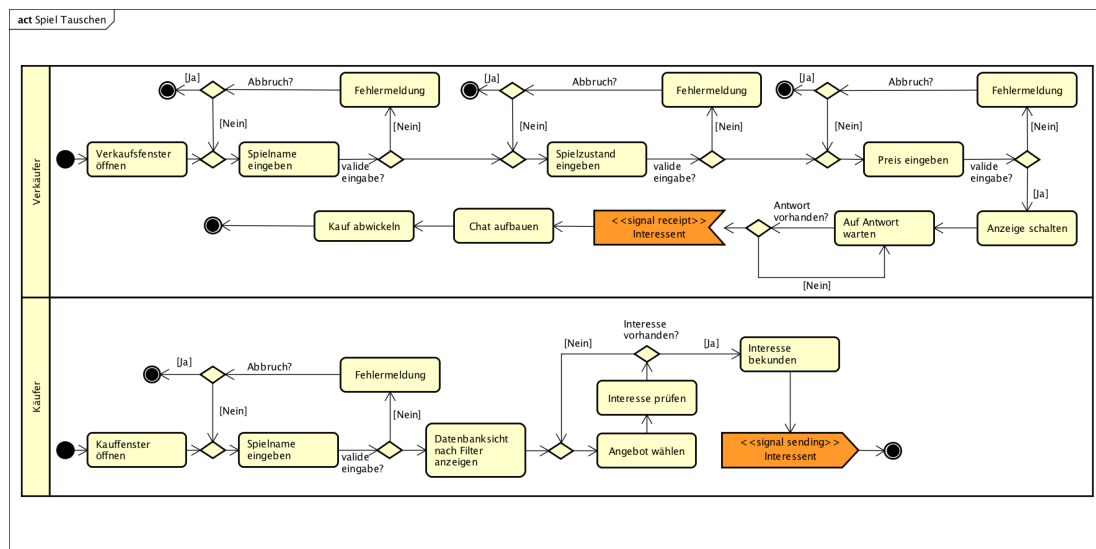 act Spiel Tauschen
Verkäufer
[Ja]
Abbruch?
Fehlermeldung
[Ja]
Abbruch?
Fehlermeldung
[Ja]
Abbruch?
Fehlermeldung
[Nein]
[Nein]
[Nein]
[Nein]
[Nein]
[Nein]
Verkaufsfenster
öffnen
Spielname
eingeben
valide
eingabe?
Spielzustand
eingeben
valide
eingabe?
Preis eingeben
valide
eingabe?
[Ja]
Kauf abwickeln
Chat aufbauen
<<signal receipt>>
Interessent
Antwort
vorhanden?
Auf Antwort
warten
Anzeige schalten
[Nein]
Käufer
[Ja]
Abbruch?
Fehlermeldung
[Nein]
[Nein]
Kauffenster
öffnen
Spielname
eingeben
valide
eingabe?
Datenbanksicht
nach Filter
anzeigen
[Nein]
Interesse
vorhanden?
[Ja]
Interesse
bekunden
Interesse prüfen
Angebot wählen
<<signal sending>>
Interessent